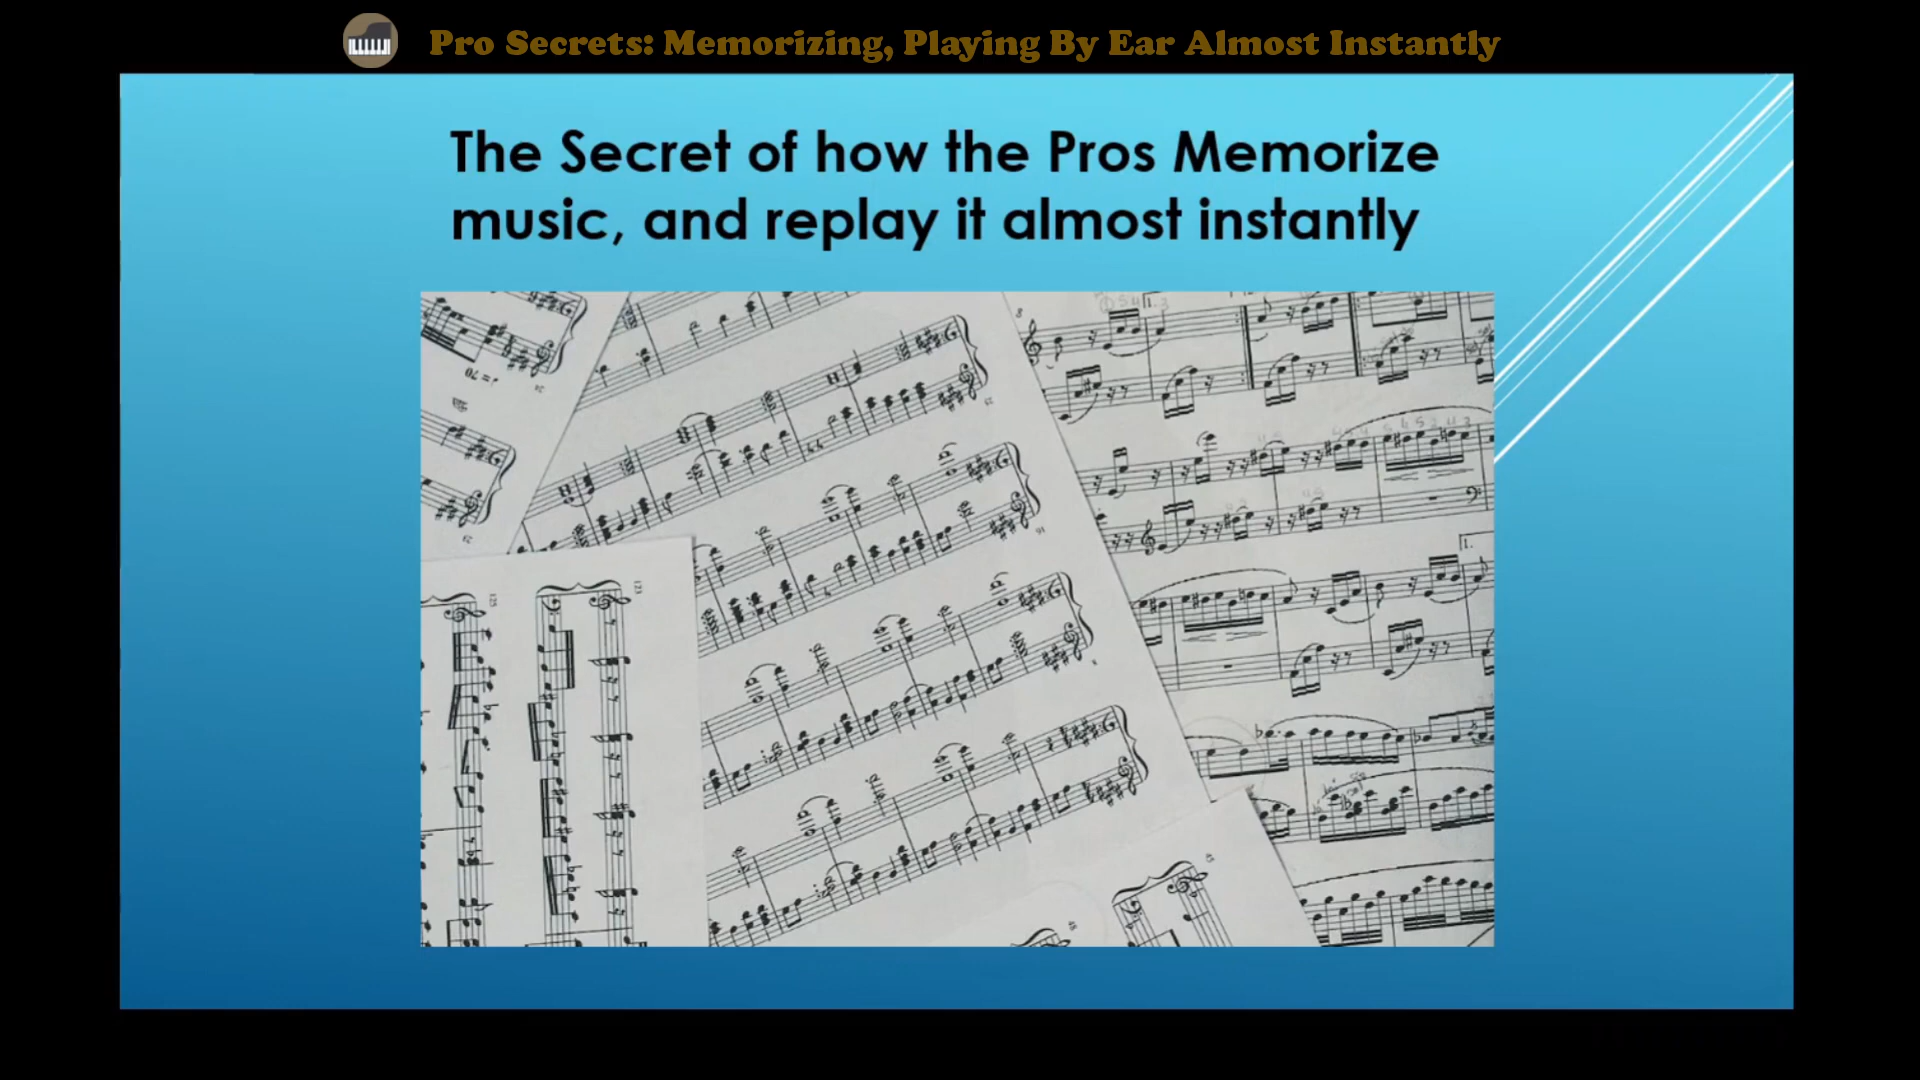 Pro Secrets: Memorizing, Playing By Ear Almost Instantly
The Secret of how the Pros Memorize
music, and replay it almost instantly